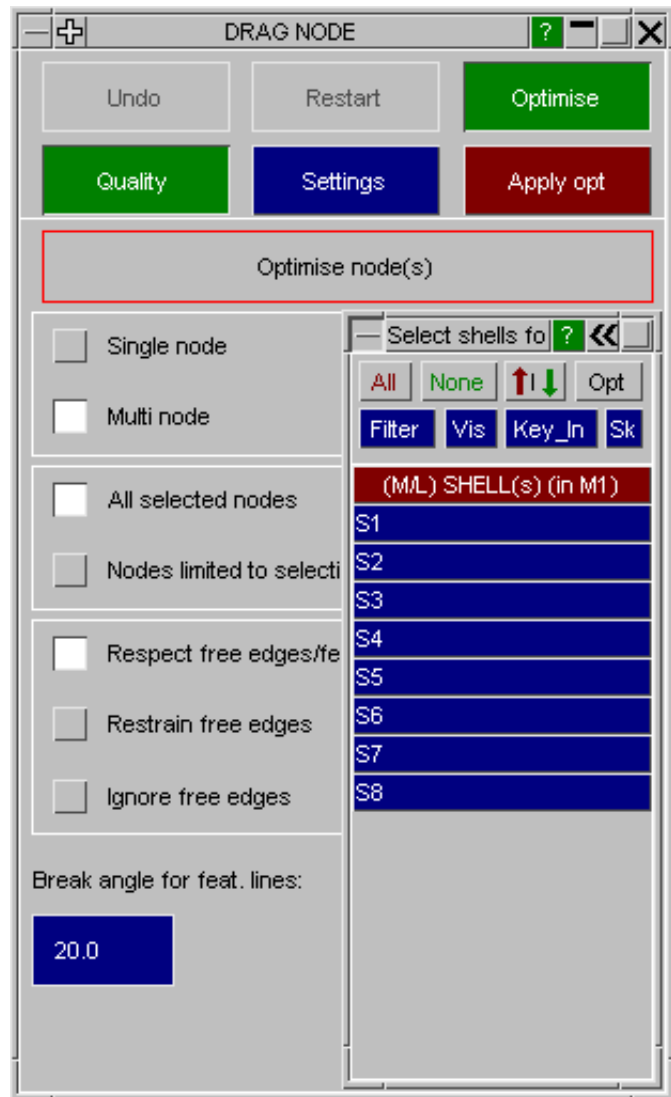 DRAG NODE ?
Undo Restart Optimise
Quality Settings Apply opt
Optimise node(s)
Single node
Multi node
All selected nodes
Nodes limited to selecti
Respect free edges/fe
Restrain free edges
Ignore free edges
Break angle for feat. lines:
20.0
Select shells fo ?
All None Opt
Filter Vis Key_In Sk
(M/L) SHELL(s) (in M1)
S1
S2
S3
S4
S5
S6
S7
S8